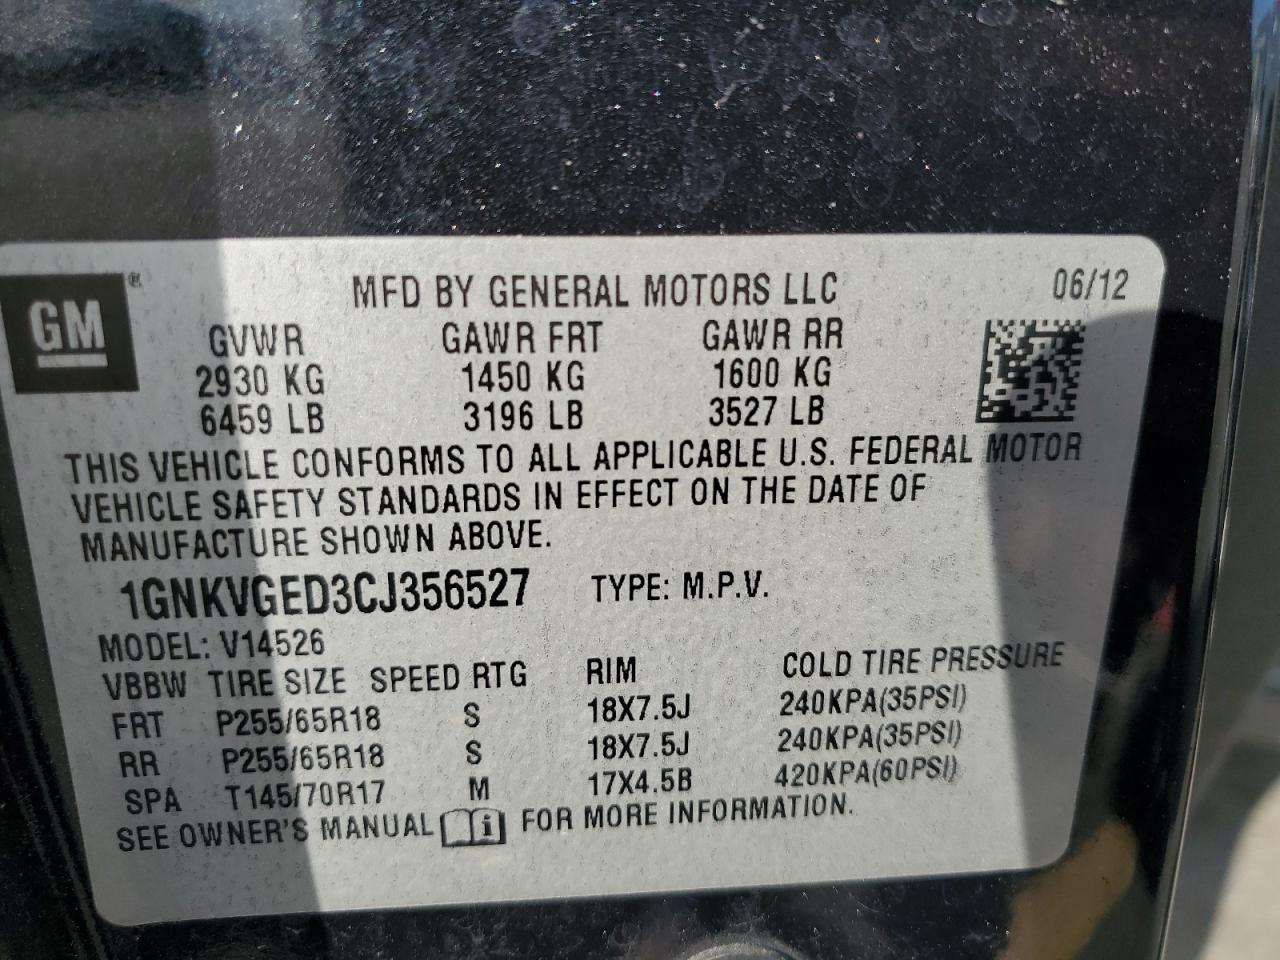 GM ®
MFD BY GENERAL MOTORS LLC 06/12
GVWR GAWR FRT GAWR RR
2930 KG 1450 KG 1600 KG
6459 LB 3196 LB 3527 LB
THIS VEHICLE CONFORMS TO ALL APPLICABLE U.S. FEDERAL MOTOR
VEHICLE SAFETY STANDARDS IN EFFECT ON THE DATE OF
MANUFACTURE SHOWN ABOVE.
1GNKVGED3CJ356527 TYPE: M.P.V.
MODEL: V14526
VBBW TIRE SIZE SPEED RTG RIM COLD TIRE PRESSURE
FRT P255/65R18 S 18X7.5J 240KPA(35PSI)
RR P255/65R18 S 18X7.5J 240KPA(35PSI)
SPA T145/70R17 M 17X4.5B 420KPA(60PSI)
SEE OWNER'S MANUAL i FOR MORE INFORMATION.